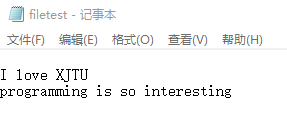 filetest - 记事本
文件(F) 编辑(E) 格式(O) 查看(V) 帮助(H)
I love XJTU
programming is so interesting